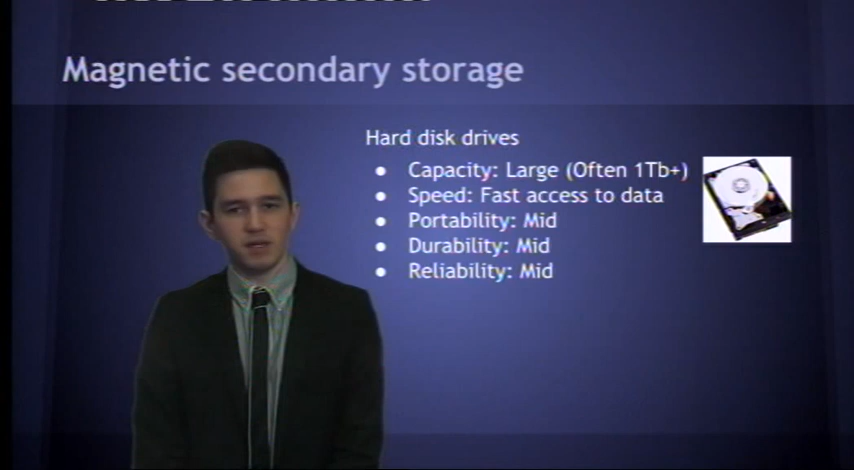 Magnetic secondary storage
Hard disk drives
• Capacity: Large (Often 1Tb+)
• Speed: Fast access to data
• Portability: Mid
• Durability: Mid
• Reliability: Mid